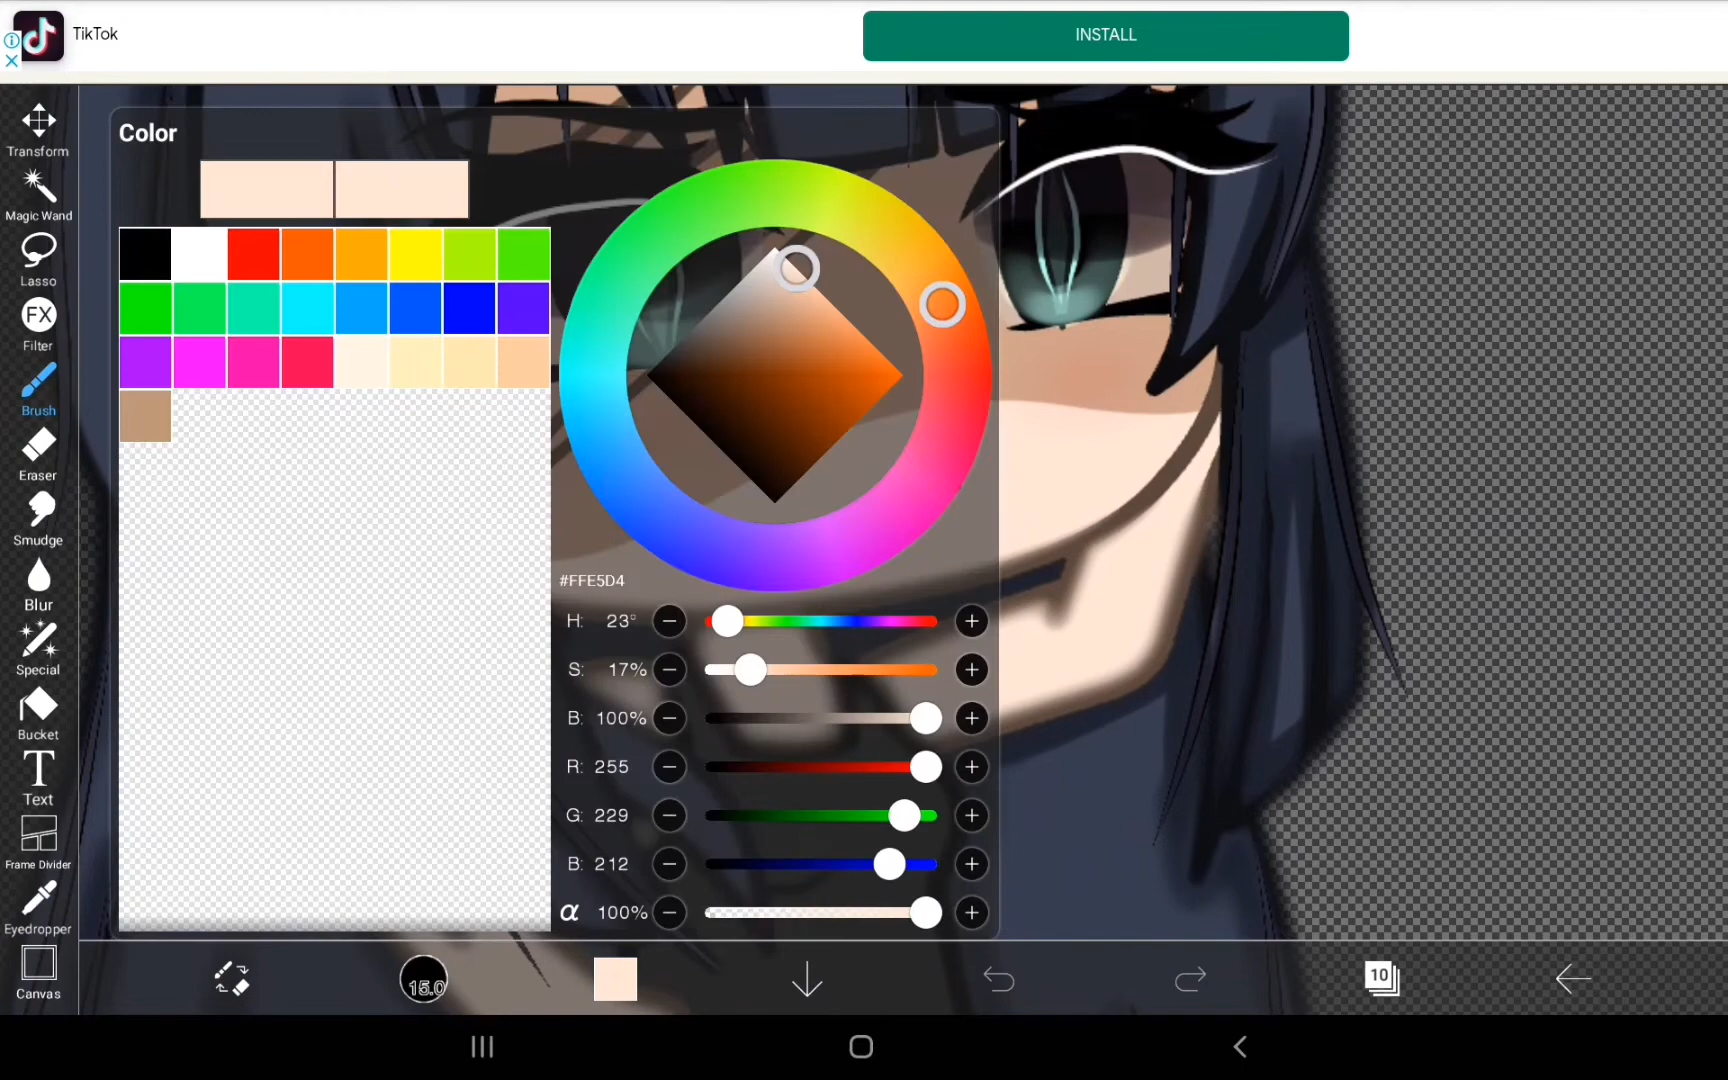 TikTok
INSTALL
Transform
Magic Wand
Lasso
FX
Filter
Brush
Eraser
Smudge
Blur
Special
Bucket
T
Text
Frame Divider
Eyedropper
Canvas
Color
#FFE5D4
H: 23°
S: 17%
B: 100%
R: 255
G: 229
B: 212
α 100%
15.0
10